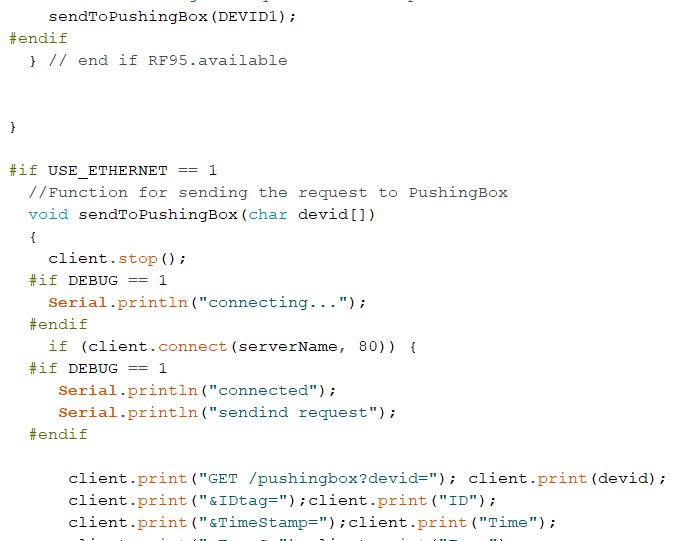 sendToPushingBox(DEVID1);
#endif
} // end if RF95.available
}
#if USE_ETHERNET == 1
//Function for sending the request to PushingBox
void sendToPushingBox(char devid[])
{
client.stop();
#if DEBUG == 1
Serial.println("connecting...");
#endif
if (client.connect(serverName, 80)) {
#if DEBUG == 1
Serial.println("connected");
Serial.println("sendind request");
#endif
client.print("GET /pushingbox?devid="); client.print(devid);
client.print("&IDtag=");client.print("ID");
client.print("&TimeStamp=");client.print("Time");